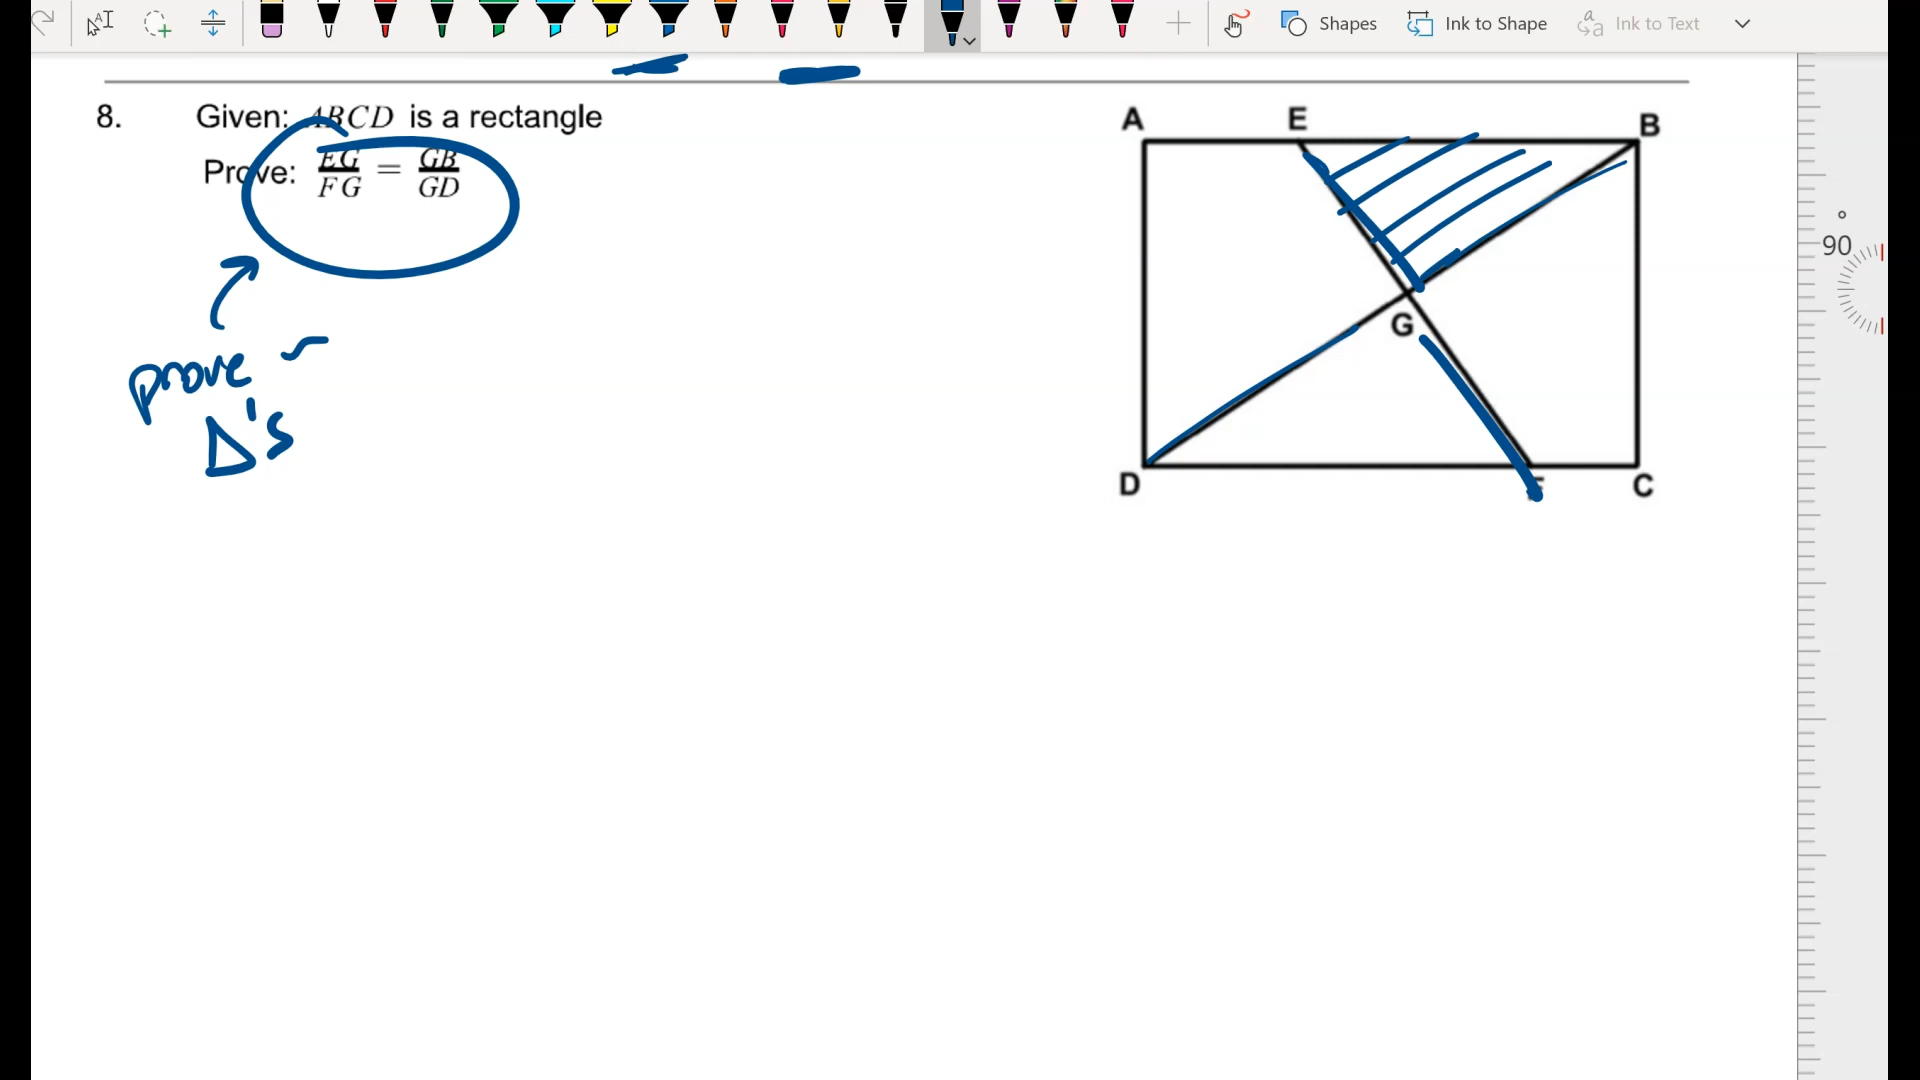 Shapes Ink to Shape Ink to Text
8. Given: ABCD is a rectangle
Prove: EG/FG = GB/GD
prove ~
Δ's
A E B
G
D F C
90°